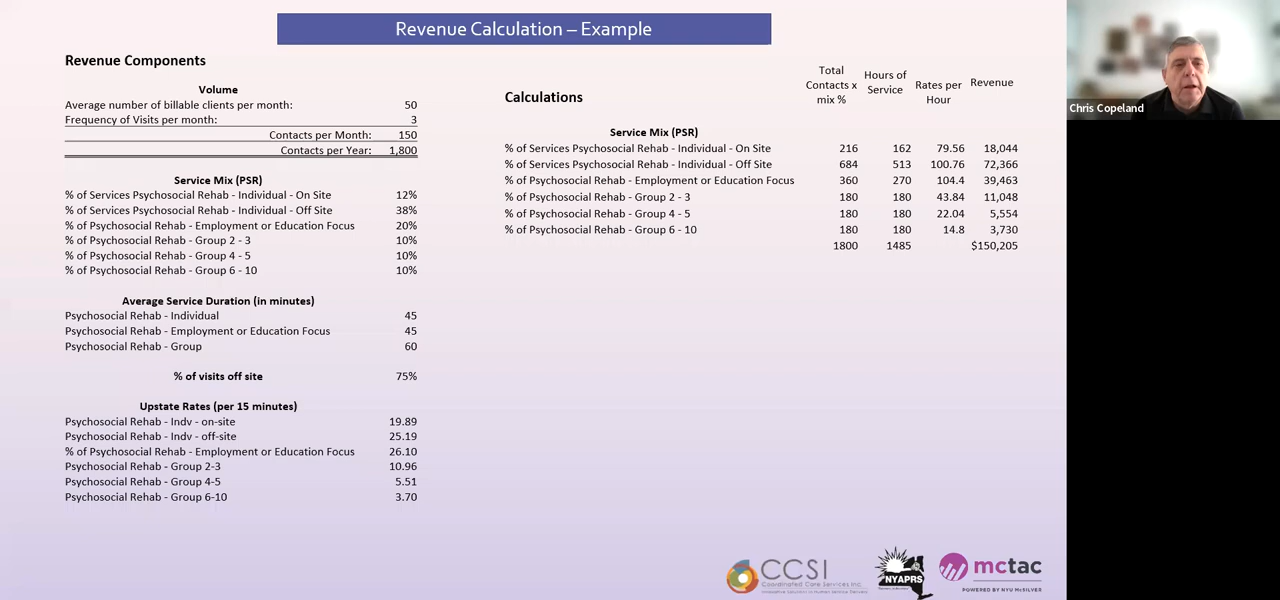 Revenue Calculation – Example
Revenue Components
Volume
Average number of billable clients per month: 50
Frequency of Visits per month: 3
Contacts per Month: 150
Contacts per Year: 1,800
Service Mix (PSR)
% of Services Psychosocial Rehab - Individual - On Site 12%
% of Services Psychosocial Rehab - Individual - Off Site 38%
% of Psychosocial Rehab - Employment or Education Focus 20%
% of Psychosocial Rehab - Group 2 - 3 10%
% of Psychosocial Rehab - Group 4 - 5 10%
% of Psychosocial Rehab - Group 6 - 10 10%
Average Service Duration (in minutes)
Psychosocial Rehab - Individual 45
Psychosocial Rehab - Employment or Education Focus 45
Psychosocial Rehab - Group 60
% of visits off site 75%
Upstate Rates (per 15 minutes)
Psychosocial Rehab - Indv - on-site 19.89
Psychosocial Rehab - Indv - off-site 25.19
% of Psychosocial Rehab - Employment or Education Focus 26.10
Psychosocial Rehab - Group 2-3 10.96
Psychosocial Rehab - Group 4-5 5.51
Psychosocial Rehab - Group 6-10 3.70
Calculations
Total Contacts x mix %
Hours of Service
Rates per Hour
Revenue
Service Mix (PSR)
% of Services Psychosocial Rehab - Individual - On Site 216 162 79.56 18,044
% of Services Psychosocial Rehab - Individual - Off Site 684 513 100.76 72,366
% of Psychosocial Rehab - Employment or Education Focus 360 270 104.4 39,463
% of Psychosocial Rehab - Group 2 - 3 180 180 43.84 11,048
% of Psychosocial Rehab - Group 4 - 5 180 180 22.04 5,554
% of Psychosocial Rehab - Group 6 - 10 180 180 14.8 3,730
1800 1485 $150,205
Chris Copeland
CCSI
Coordinated Care Services Inc.
NYAPRS
mctac
POWERED BY NYU McSILVER